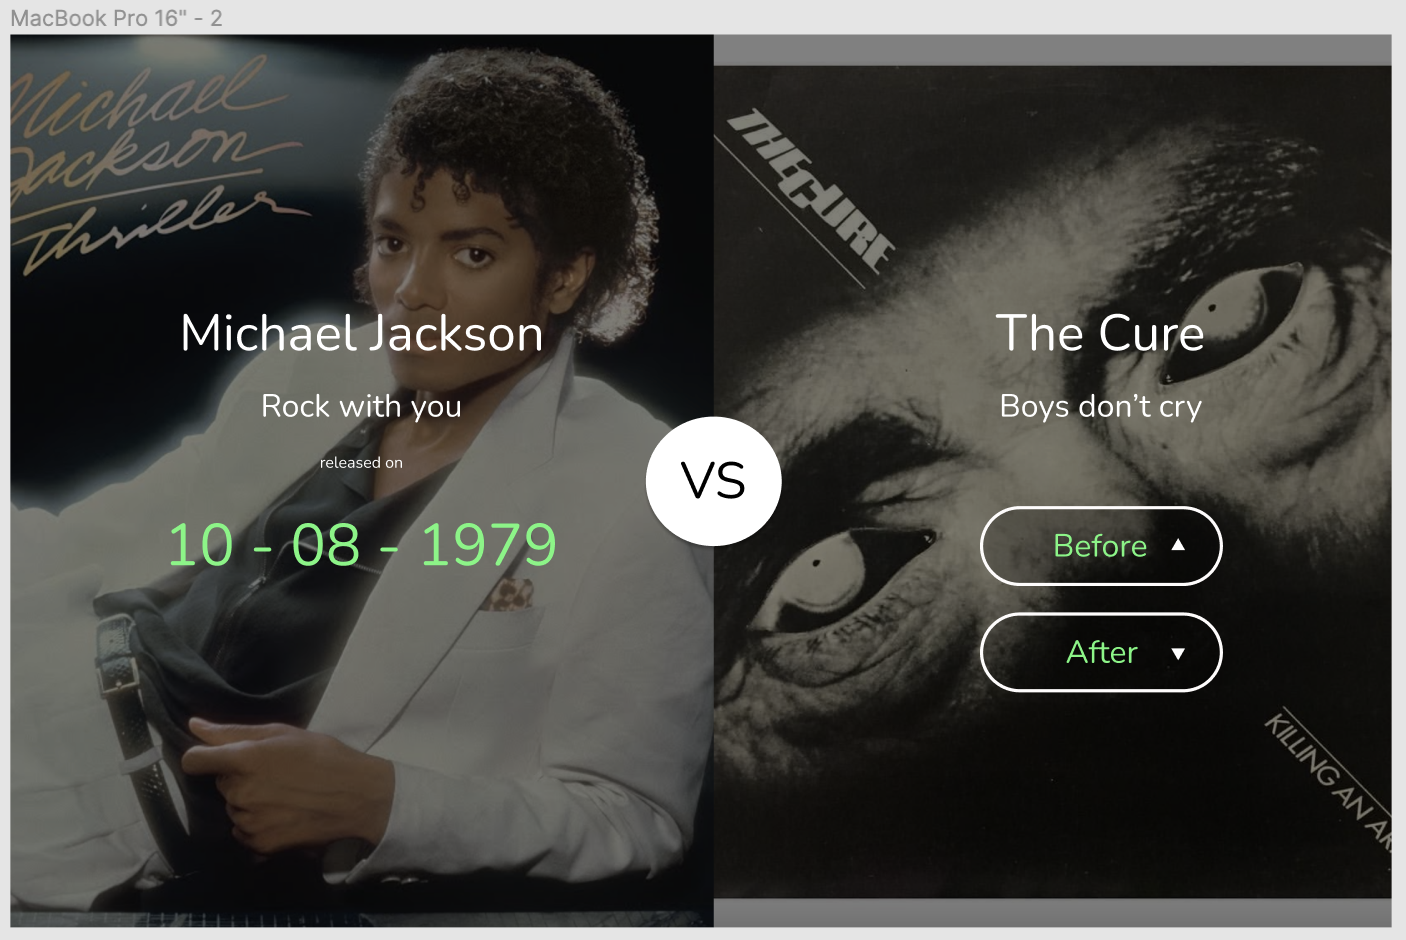 MacBook Pro 16" - 2
Michael
Jackson
Thriller
Michael Jackson
Rock with you
released on
10 - 08 - 1979
VS
THE CURE
The Cure
Boys don’t cry
Before ▲
After ▼
KILLING AN